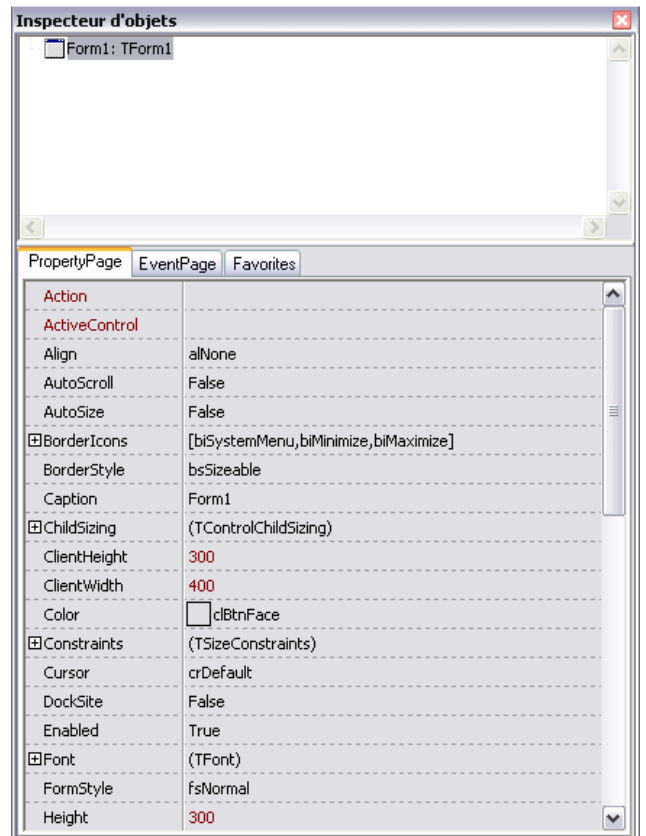 Inspecteur d'objets
Form1: TForm1
PropertyPage EventPage Favorites
Action
ActiveControl
Align alNone
AutoScroll False
AutoSize False
BorderIcons [biSystemMenu,biMinimize,biMaximize]
BorderStyle bsSizeable
Caption Form1
ChildSizing (TControlChildSizing)
ClientHeight 300
ClientWidth 400
Color clBtnFace
Constraints (TSizeConstraints)
Cursor crDefault
DockSite False
Enabled True
Font (TFont)
FormStyle fsNormal
Height 300